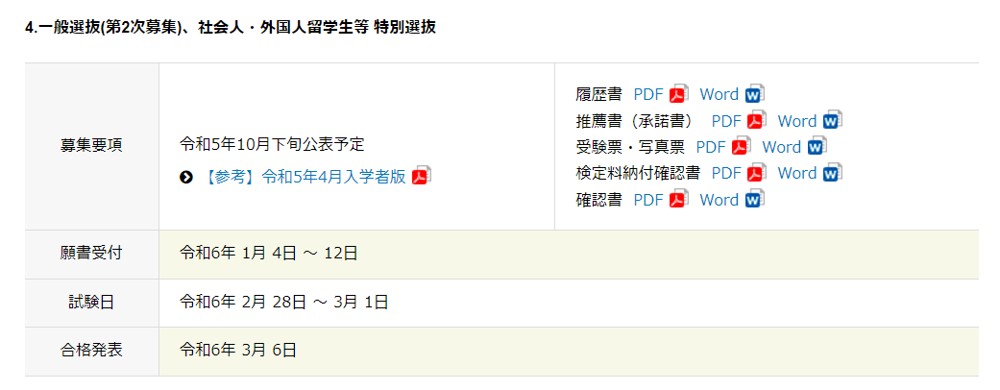 4.一般選抜(第2次募集)、社会人・外国人留学生等 特別選抜
募集要項
令和5年10月下旬公表予定
【参考】令和5年4月入学者版
履歴書 PDF Word
推薦書（承諾書） PDF Word
受験票・写真票 PDF Word
検定料納付確認書 PDF Word
確認書 PDF Word
願書受付 令和6年 1月 4日 ～ 12日
試験日 令和6年 2月 28日 ～ 3月 1日
合格発表 令和6年 3月 6日